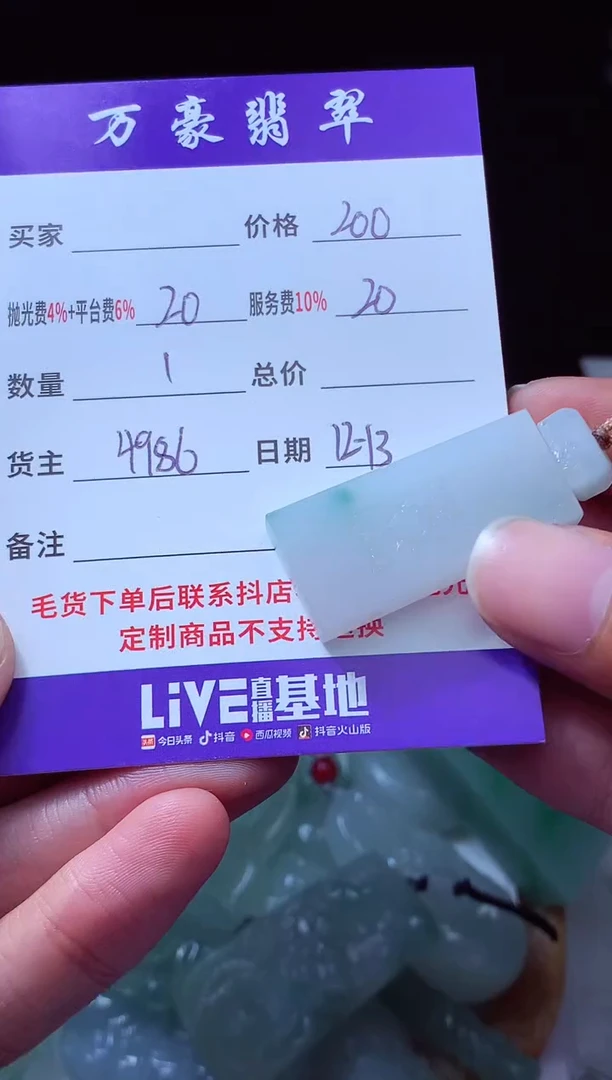 万豪翡翠
买家 价格 200
抛光费4%+平台费6% 20 服务费10% 20
数量 1 总价
货主 4986 日期 12-13
备注
毛货下单后联系抖店
定制商品不支持 换
LiVE直播基地
头条 今日头条 抖音 西瓜视频 抖音火山版